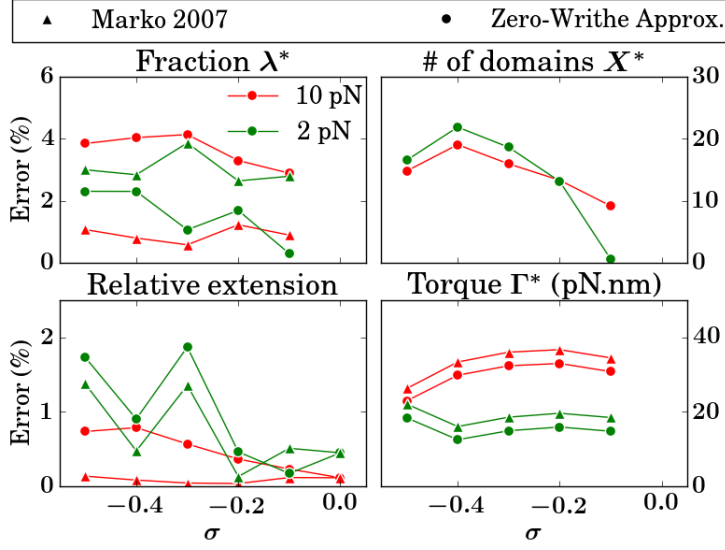 Marko 2007
Zero-Writhe Approx.
Fraction λ*
# of domains X*
6
4
2
0
Error (%)
10 pN
2 pN
30
20
10
0
Relative extension
Torque Γ* (pN.nm)
2
1
0
Error (%)
40
20
0
−0.4
−0.2
0.0
−0.4
−0.2
0.0
σ
σ